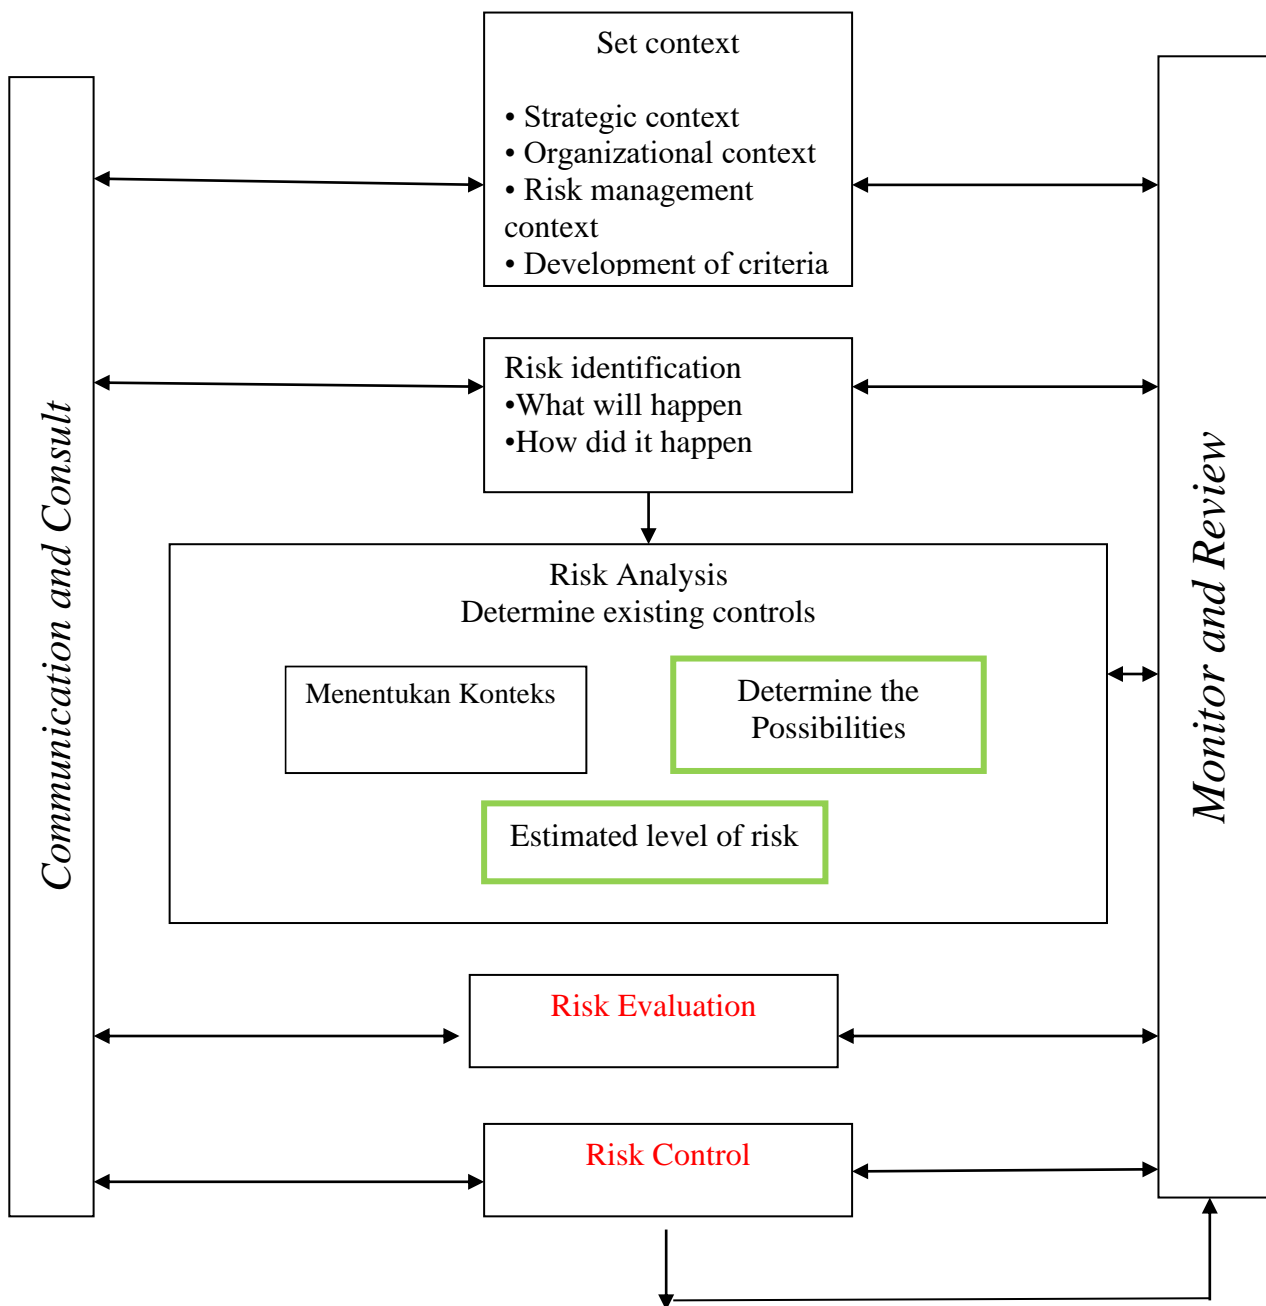 Set context
• Strategic context
• Organizational context
• Risk management
context
• Development of criteria
Communication and Consult
Risk identification
•What will happen
•How did it happen
Monitor and Review
Risk Analysis
Determine existing controls
Menentukan Konteks
Determine the
Possibilities
Estimated level of risk
Risk Evaluation
Risk Control